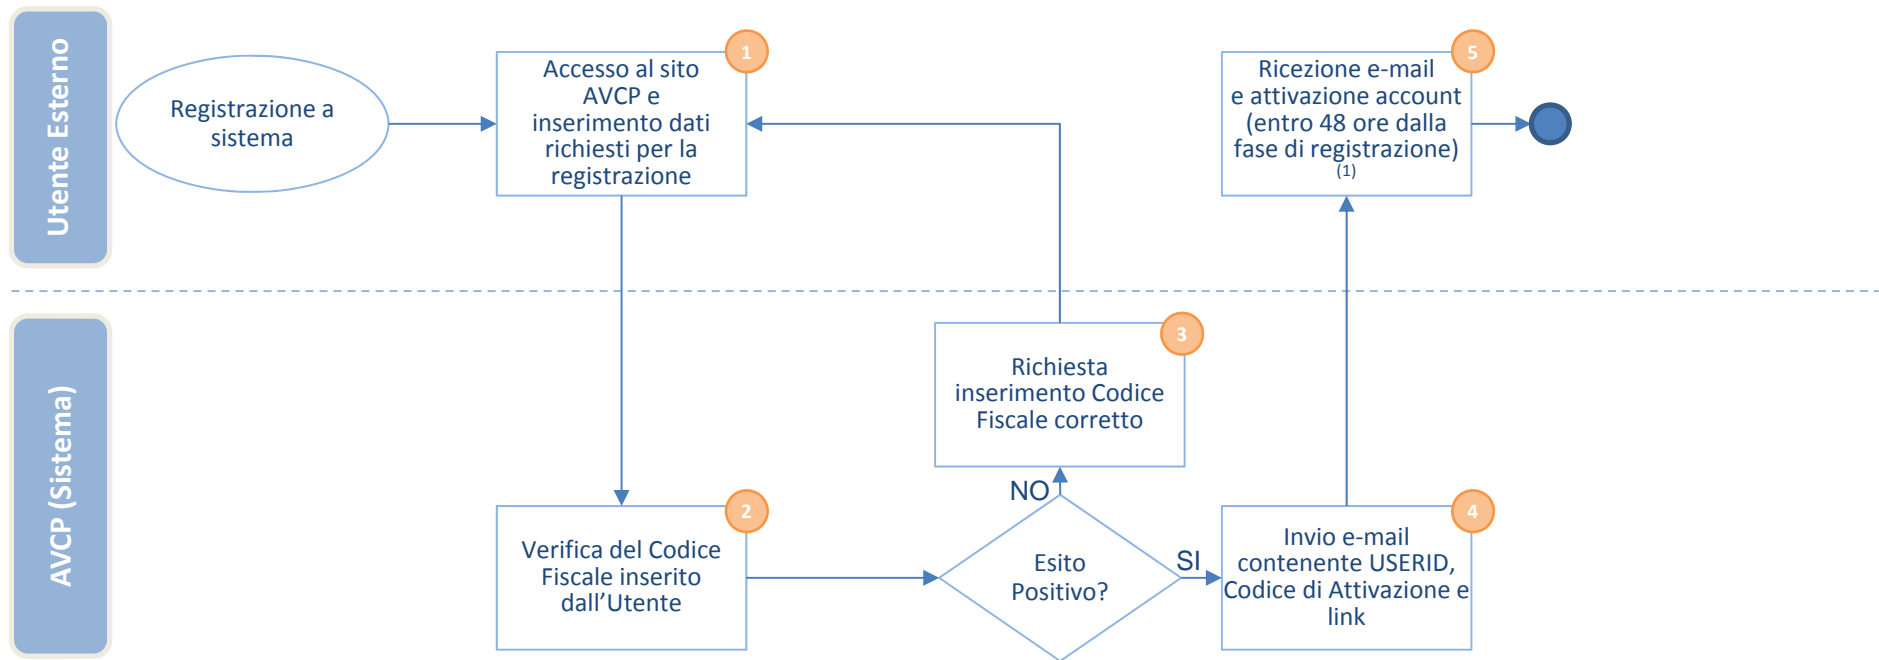 Utente Esterno
Registrazione a
sistema
1
Accesso al sito
AVCP e
inserimento dati
richiesti per la
registrazione
5
Ricezione e-mail
e attivazione account
(entro 48 ore dalla
fase di registrazione)
(1)
AVCP (Sistema)
3
Richiesta
inserimento Codice
Fiscale corretto
2
Verifica del Codice
Fiscale inserito
dall’Utente
NO
Esito
Positivo?
SI
4
Invio e-mail
contenente USERID,
Codice di Attivazione e
link